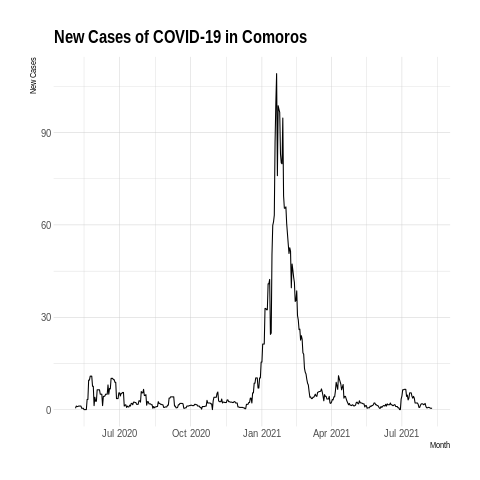 New Cases of COVID-19 in Comoros
New Cases
90
60
30
0
Jul 2020
Oct 2020
Jan 2021
Apr 2021
Jul 2021
Month